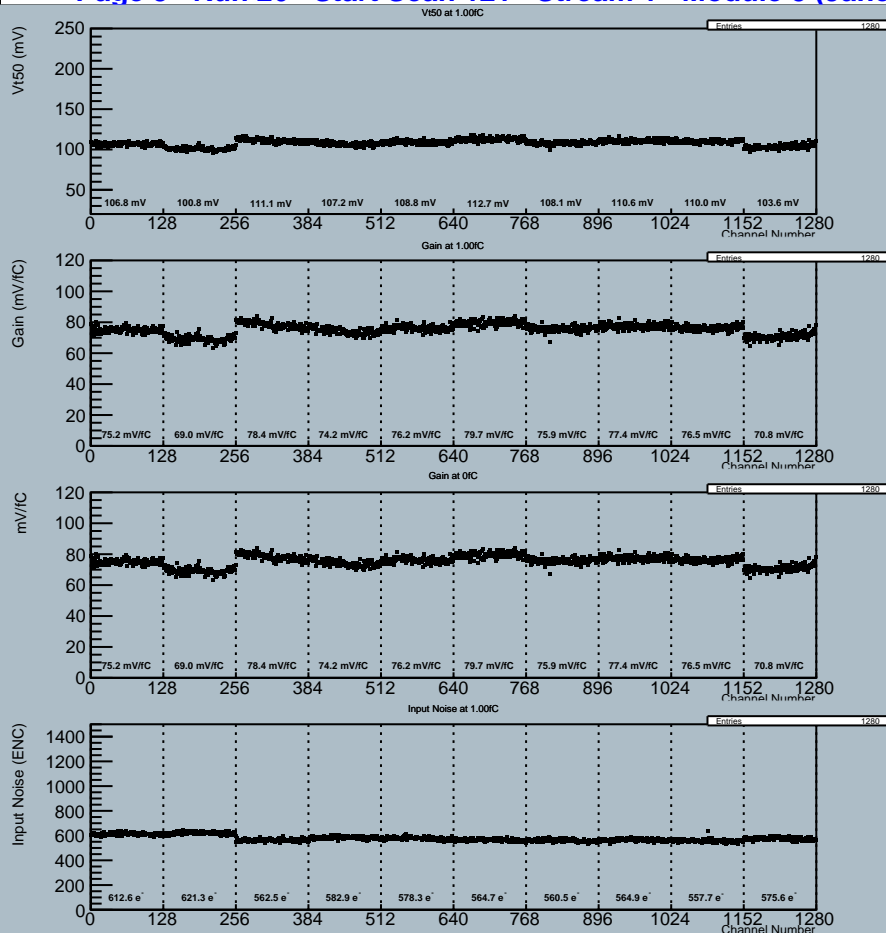 Vt50 at 1.00fC
Entries 1280
Vt50 (mV)
250
200
150
100
50
106.8 mV 100.8 mV 111.1 mV 107.2 mV 108.8 mV 112.7 mV 108.1 mV 110.6 mV 110.0 mV 103.6 mV
0 128 256 384 512 640 768 896 1024 1152 1280
Channel Number
Gain at 1.00fC
Entries 1280
Gain (mV/fC)
120
100
80
60
40
20
0
75.2 mV/fC 69.0 mV/fC 78.4 mV/fC 74.2 mV/fC 76.2 mV/fC 79.7 mV/fC 75.9 mV/fC 77.4 mV/fC 76.5 mV/fC 70.8 mV/fC
0 128 256 384 512 640 768 896 1024 1152 1280
Channel Number
Gain at 0fC
Entries 1280
mV/fC
120
100
80
60
40
20
0
75.2 mV/fC 69.0 mV/fC 78.4 mV/fC 74.2 mV/fC 76.2 mV/fC 79.7 mV/fC 75.9 mV/fC 77.4 mV/fC 76.5 mV/fC 70.8 mV/fC
0 128 256 384 512 640 768 896 1024 1152 1280
Channel Number
Input Noise at 1.00fC
Entries 1280
Input Noise (ENC)
1400
1200
1000
800
600
400
200
0
612.6 e⁻ 621.3 e⁻ 562.5 e⁻ 582.9 e⁻ 578.3 e⁻ 564.7 e⁻ 560.5 e⁻ 564.9 e⁻ 557.7 e⁻ 575.6 e⁻
0 128 256 384 512 640 768 896 1024 1152 1280
Channel Number